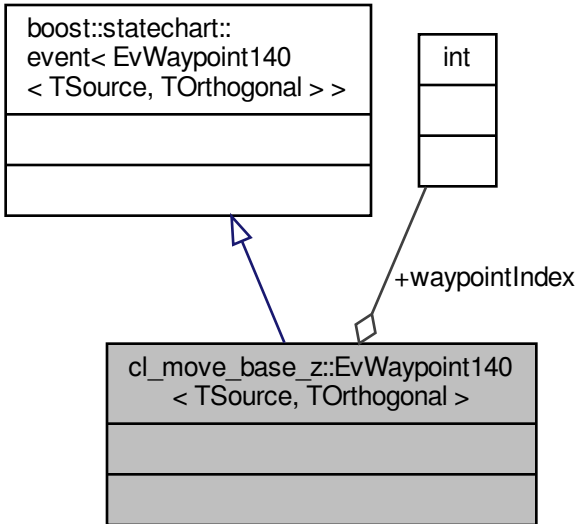 boost::statechart::
event< EvWaypoint140
< TSource, TOrthogonal > >
int
+waypointIndex
cl_move_base_z::EvWaypoint140
< TSource, TOrthogonal >